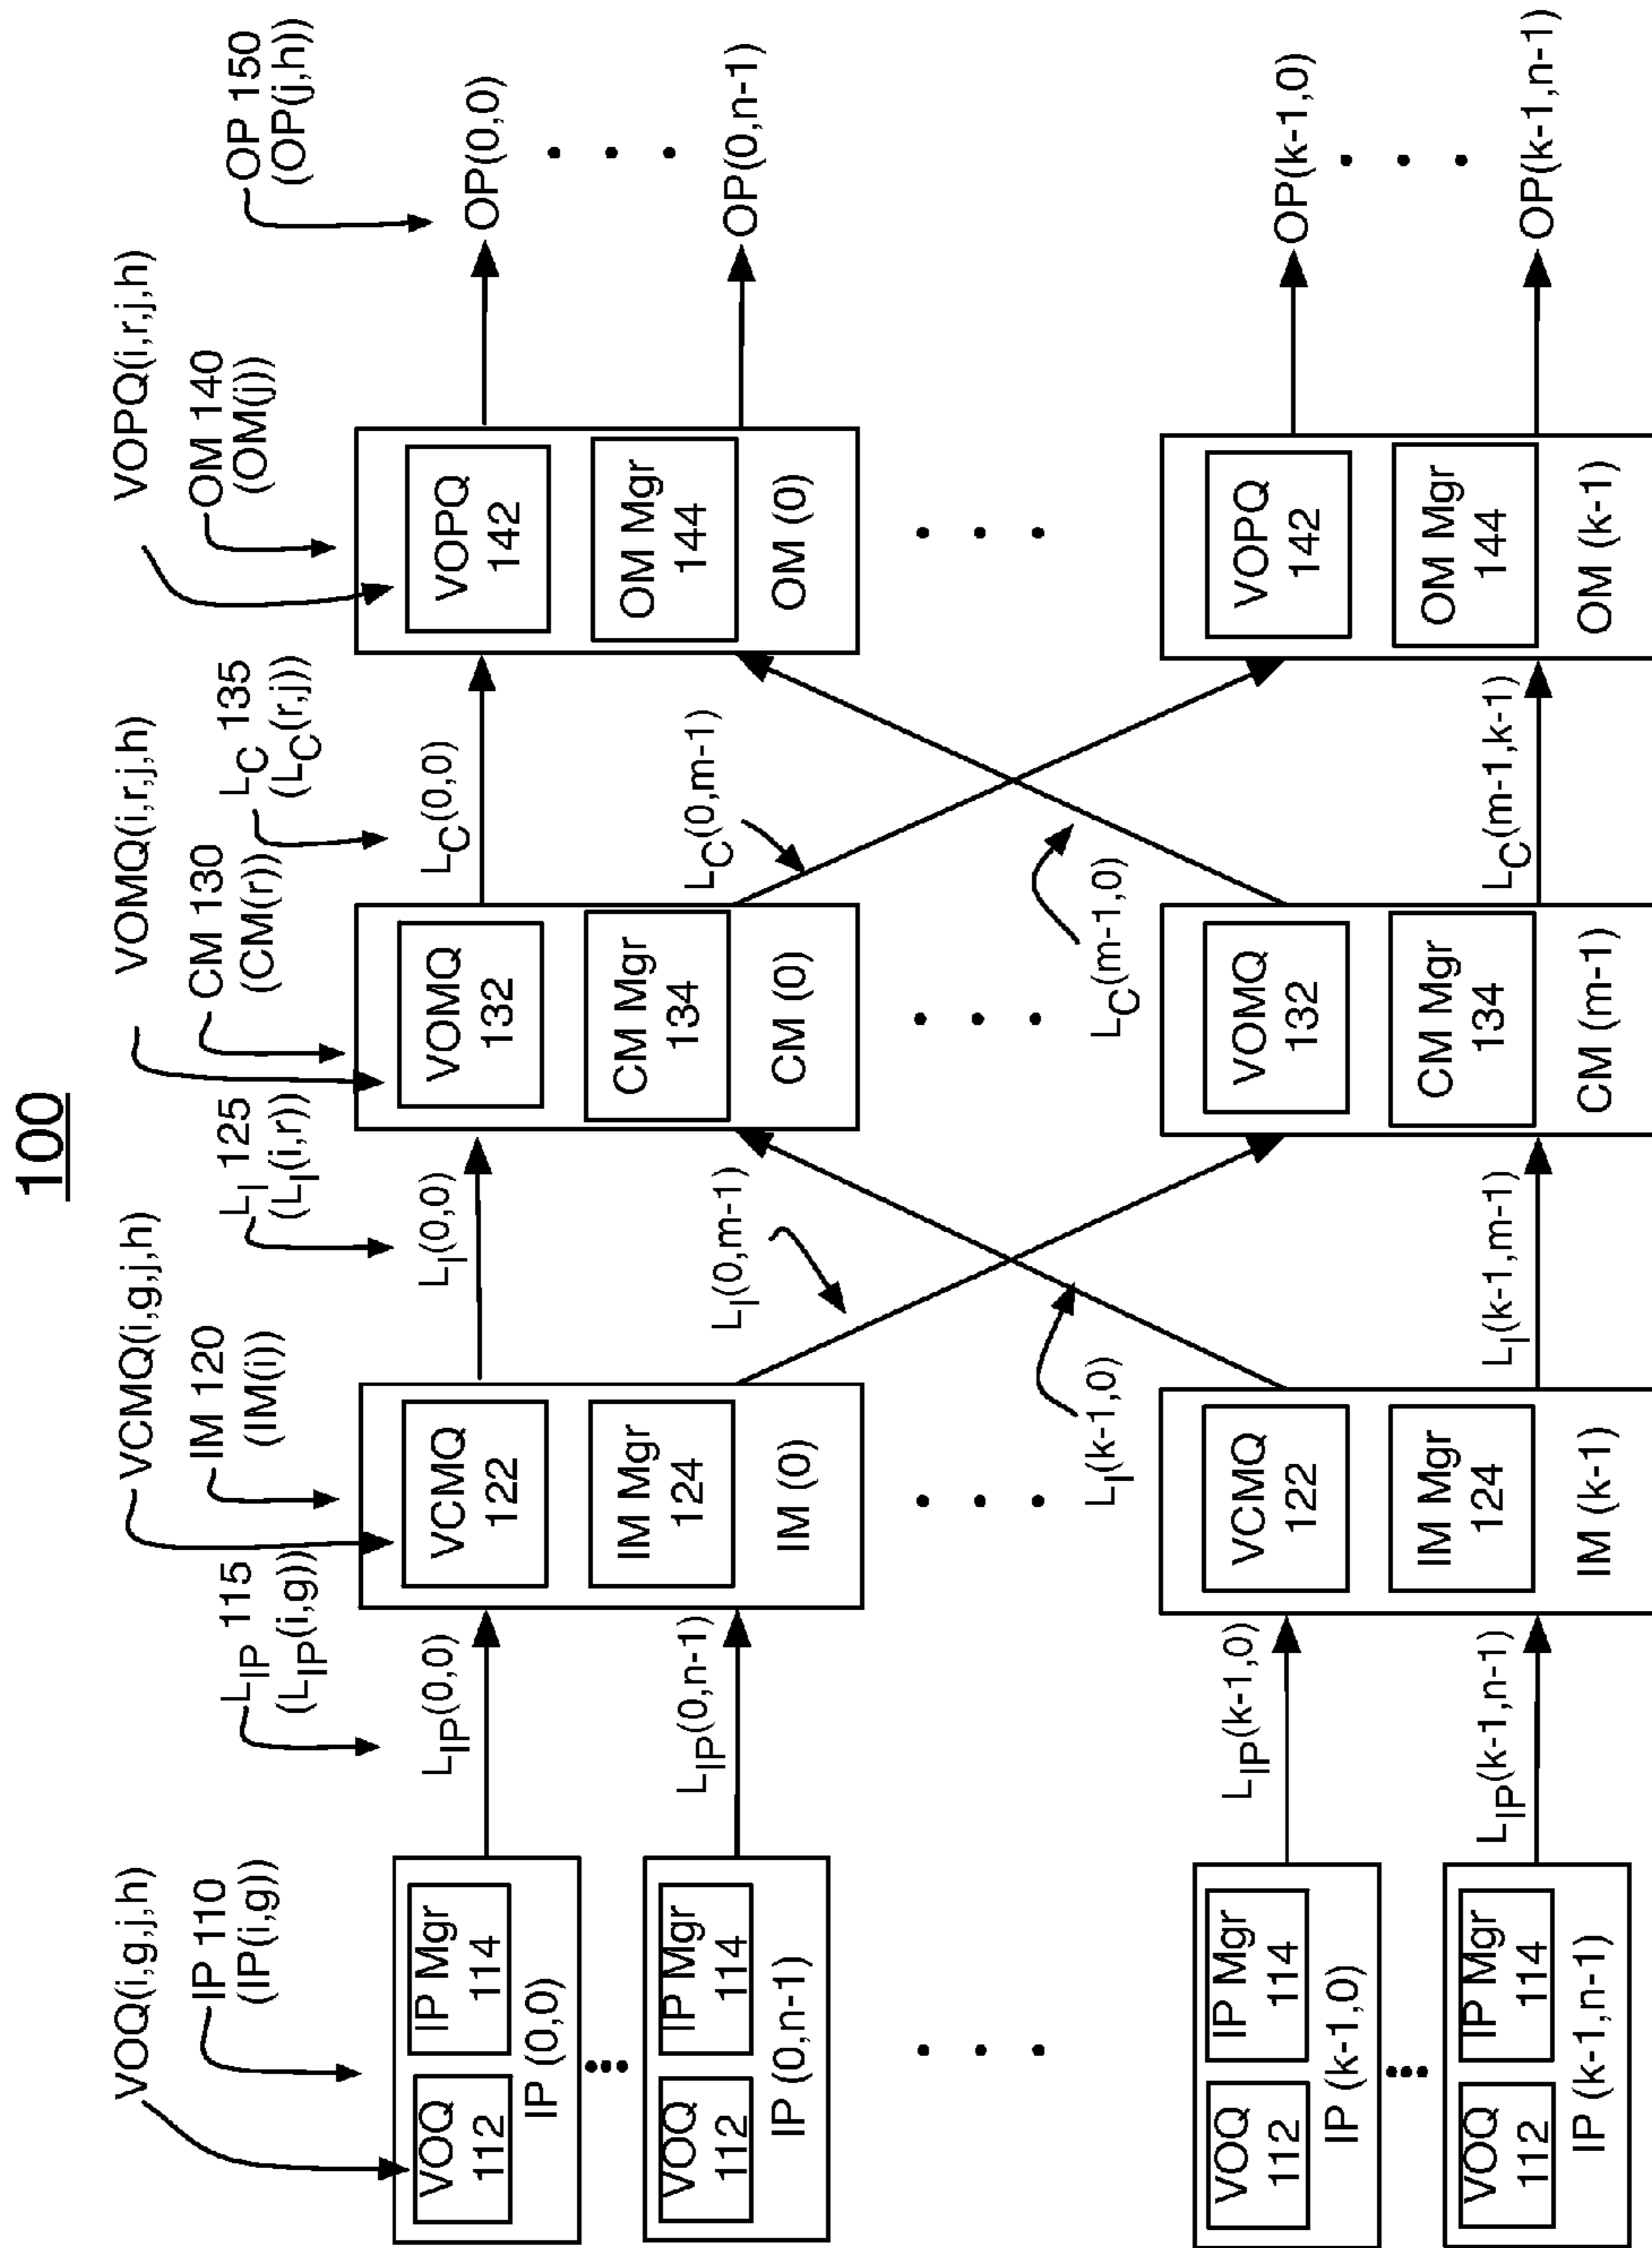 100
VOQ(i,g,j,h)
IP 110
(IP(i,g))
LIP 115
(LIP(i,g))
VCMQ(i,g,j,h)
IM 120
(IM(i))
LI 125
(LI(i,r))
VOMQ(i,r,j,h)
CM 130
(CM(r))
LC 135
(LC(r,j))
VOPQ(i,r,j,h)
OM 140
(OM(j))
OP 150
(OP(j,h))
VOQ
112
IP Mgr
114
IP (0,0)
LIP(0,0)
VOQ
112
IP Mgr
114
IP (0,n-1)
LIP(0,n-1)
VOQ
112
IP Mgr
114
IP (k-1,0)
LIP(k-1,0)
VOQ
112
IP Mgr
114
IP (k-1,n-1)
LIP(k-1,n-1)
VCMQ
122
IM Mgr
124
IM (0)
VCMQ
122
IM Mgr
124
IM (k-1)
LI(0,0)
LI(0,m-1)
LI(k-1,0)
LI(k-1,m-1)
VOMQ
132
CM Mgr
134
CM (0)
VOMQ
132
CM Mgr
134
CM (m-1)
LC(0,0)
LC(0,m-1)
LC(m-1,0)
LC(m-1,k-1)
VOPQ
142
OM Mgr
144
OM (0)
VOPQ
142
OM Mgr
144
OM (k-1)
OP(0,0)
OP(0,n-1)
OP(k-1,0)
OP(k-1,n-1)